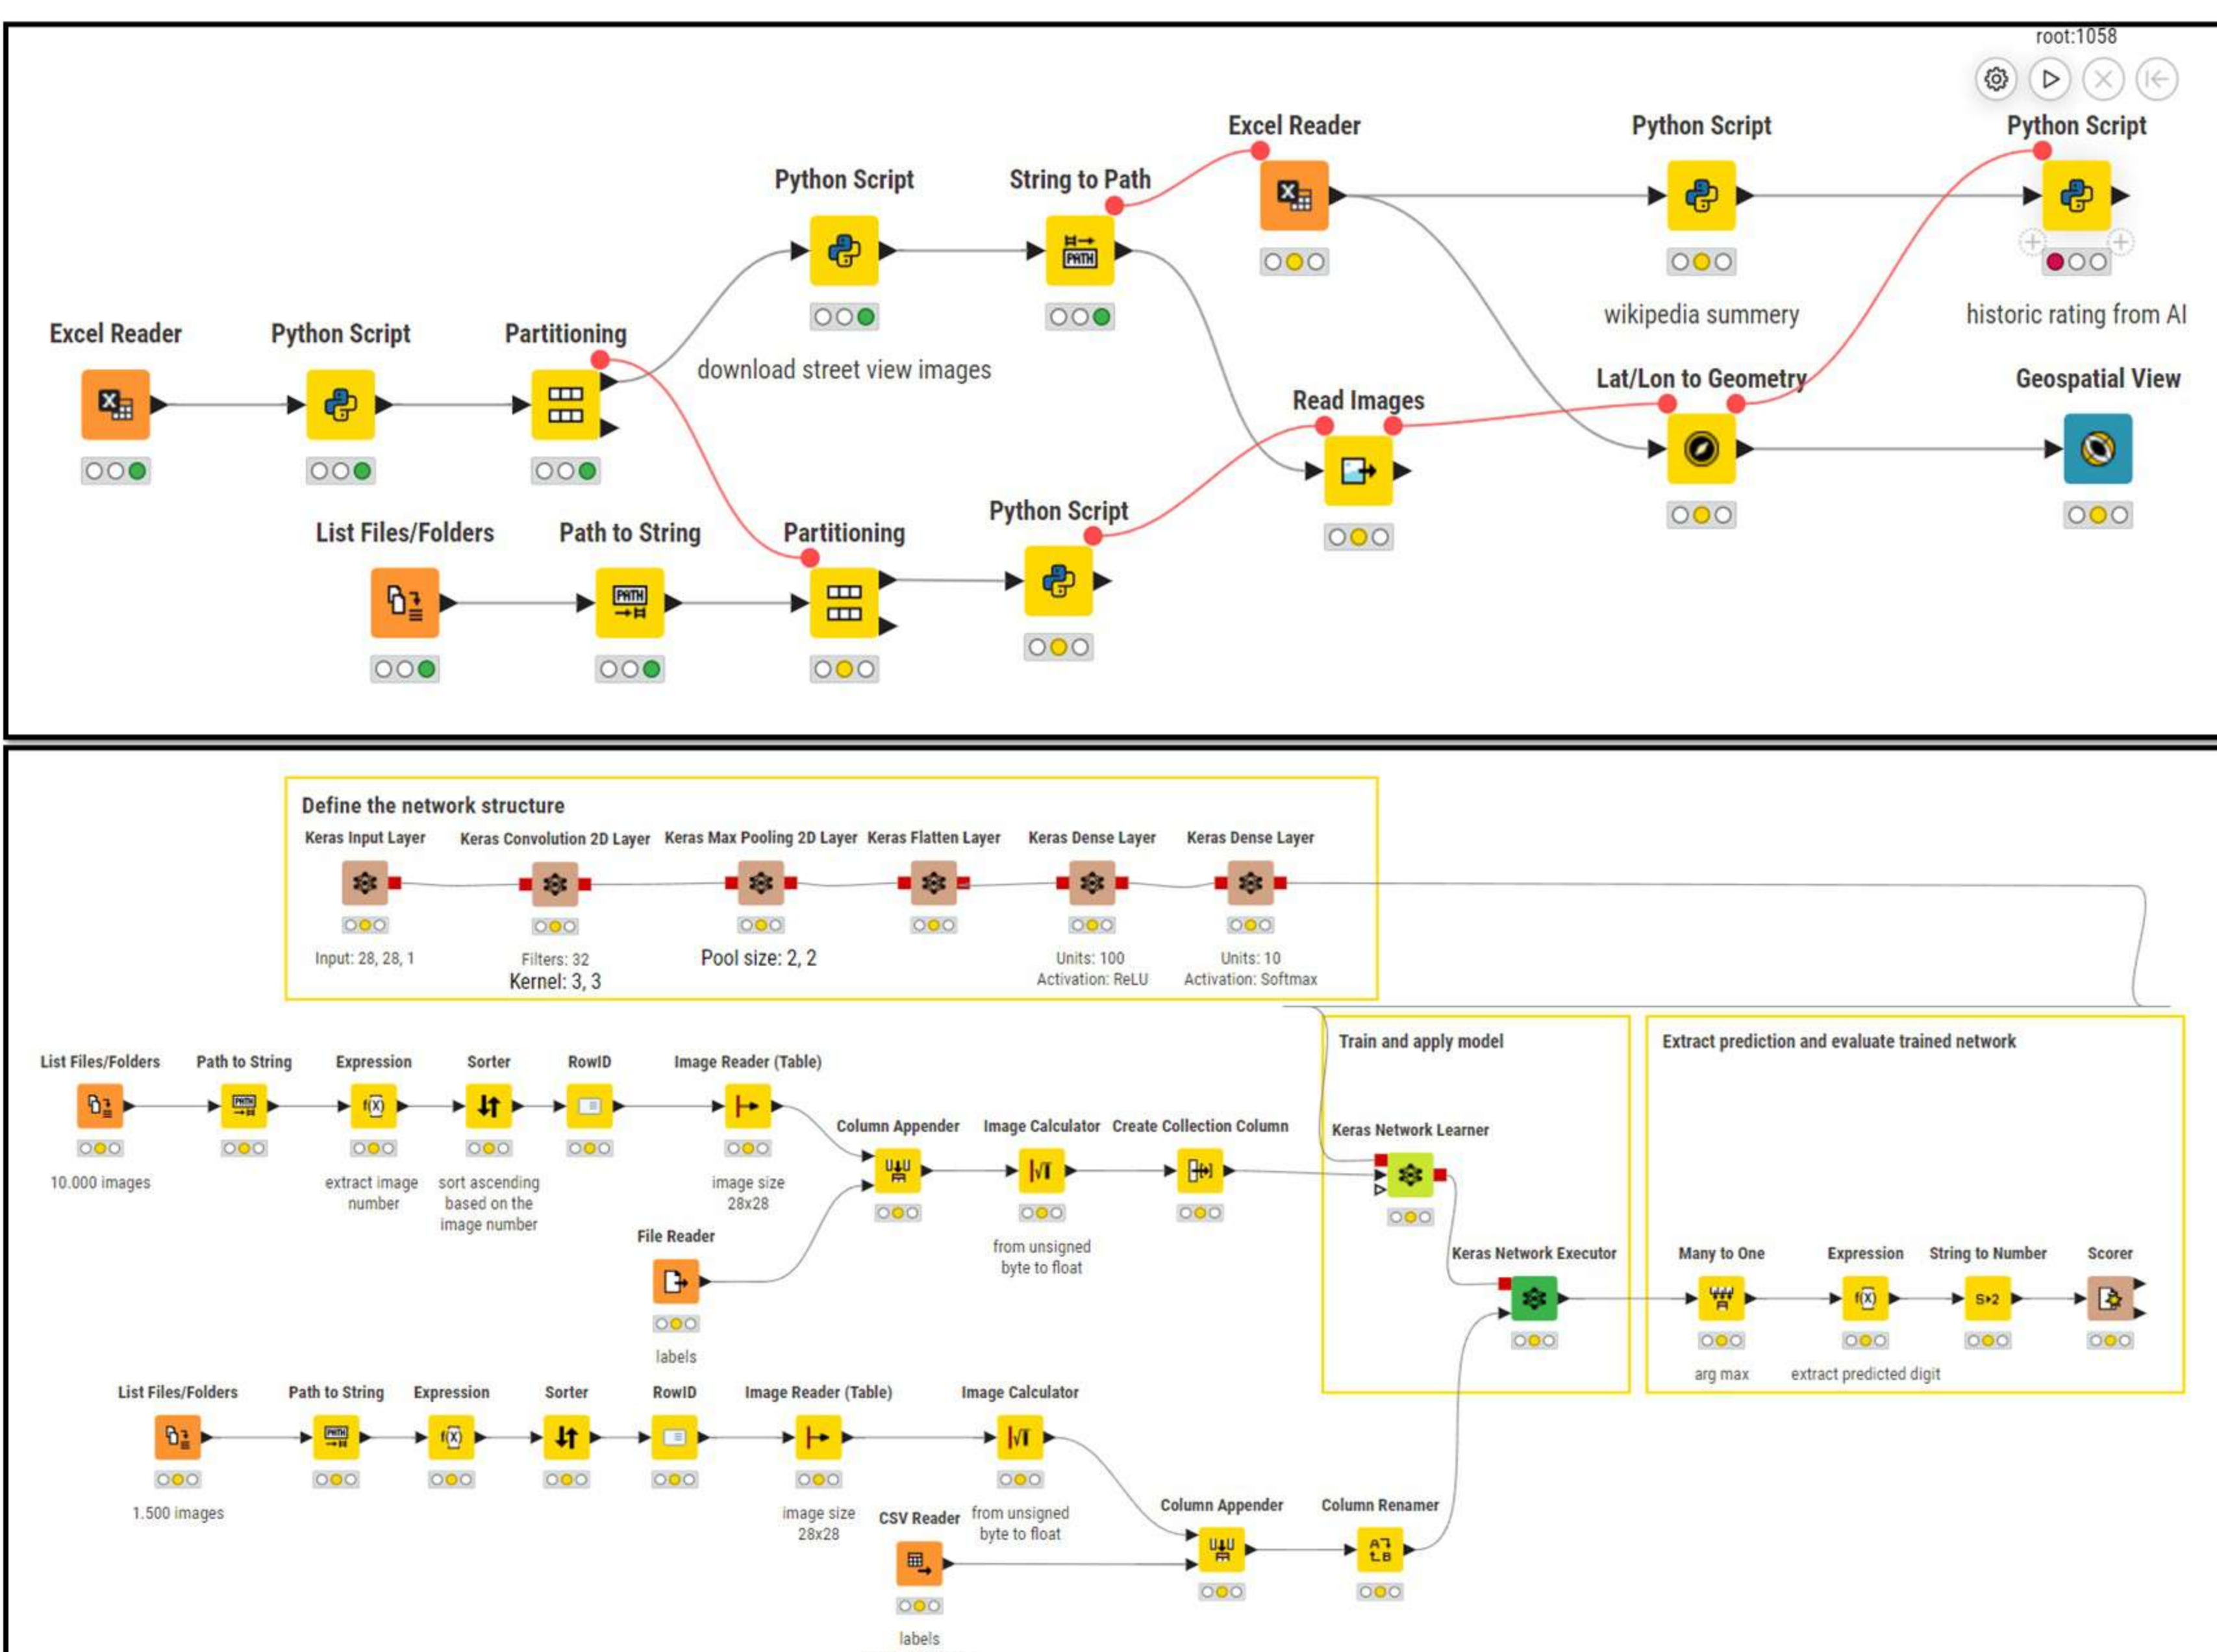 root:1058
Excel Reader
Python Script
Python Script
Python Script
String to Path
Excel Reader
Python Script
Partitioning
download street view images
wikipedia summery
historic rating from AI
Lat/Lon to Geometry
Geospatial View
Read Images
Python Script
List Files/Folders
Path to String
Partitioning
PATH
PATH
Define the network structure
Keras Input Layer
Keras Convolution 2D Layer
Keras Max Pooling 2D Layer
Keras Flatten Layer
Keras Dense Layer
Keras Dense Layer
Input: 28, 28, 1
Filters: 32
Kernel: 3, 3
Pool size: 2, 2
Units: 100
Activation: ReLU
Units: 10
Activation: Softmax
Train and apply model
Extract prediction and evaluate trained network
List Files/Folders
Path to String
Expression
Sorter
RowID
Image Reader (Table)
PATH
f(X)
10.000 images
extract image
number
sort ascending
based on the
image number
image size
28x28
Column Appender
Image Calculator
Create Collection Column
Keras Network Learner
from unsigned
byte to float
File Reader
labels
Keras Network Executor
Many to One
Expression
String to Number
Scorer
f(X)
S▸2
arg max
extract predicted digit
List Files/Folders
Path to String
Expression
Sorter
RowID
Image Reader (Table)
Image Calculator
PATH
f(X)
1.500 images
image size
28x28
from unsigned
byte to float
CSV Reader
labels
Column Appender
Column Renamer
A
B